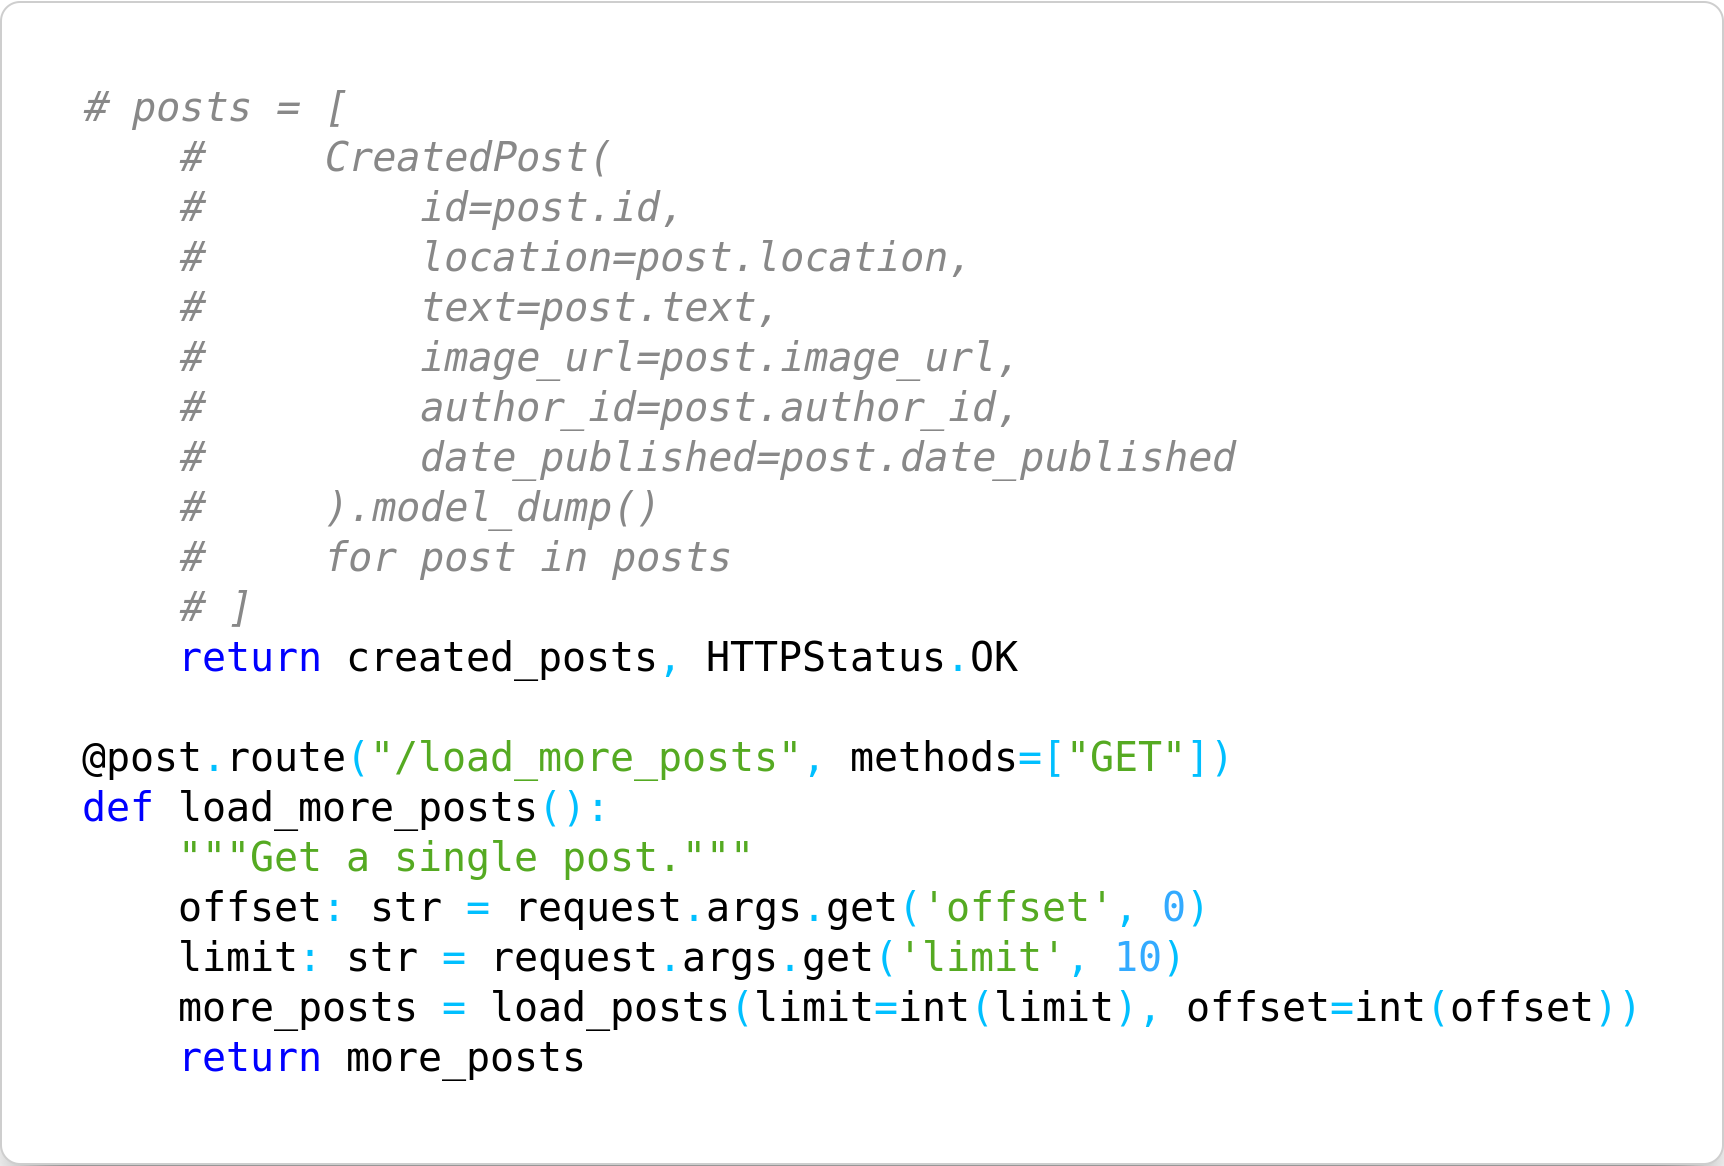 # posts = [
    #     CreatedPost(
    #         id=post.id,
    #         location=post.location,
    #         text=post.text,
    #         image_url=post.image_url,
    #         author_id=post.author_id,
    #         date_published=post.date_published
    #     ).model_dump()
    #     for post in posts
    # ]
    return created_posts, HTTPStatus.OK

@post.route("/load_more_posts", methods=["GET"])
def load_more_posts():
    """Get a single post."""
    offset: str = request.args.get('offset', 0)
    limit: str = request.args.get('limit', 10)
    more_posts = load_posts(limit=int(limit), offset=int(offset))
    return more_posts